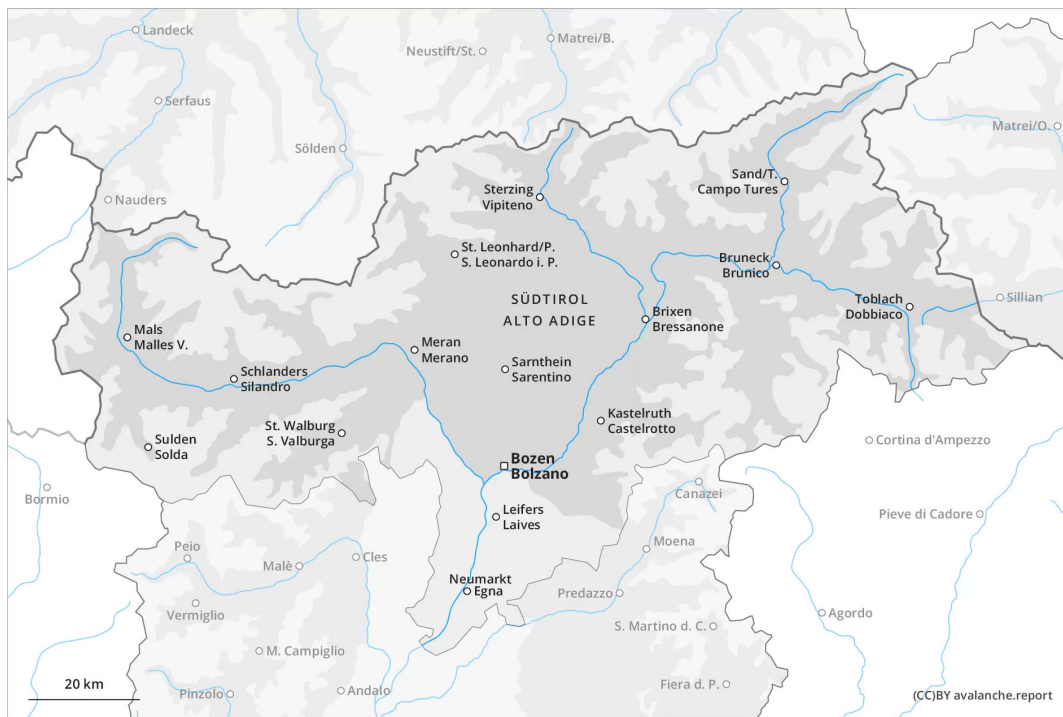 Landeck
Matrei/B.
Neustift/St.
Serfaus
Matrei/O.
Sölden
Sand/T.
Campo Tures
Sterzing
Vipiteno
Nauders
St. Leonhard/P.
S. Leonardo i. P.
Bruneck
Brunico
SÜDTIROL
ALTO ADIGE
Toblach
Dobbiaco
Sillian
Brixen
Bressanone
Mals
Malles V.
Meran
Merano
Sarnthein
Sarentino
Schlanders
Silandro
Kastelruth
Castelrotto
St. Walburg
S. Valburga
Sulden
Solda
Cortina d'Ampezzo
Bozen
Bolzano
Bormio
Canazei
Leifers
Laives
Pieve di Cadore
Moena
Peio
Cles
Malè
Neumarkt
Egna
Predazzo
Vermiglio
Agordo
S. Martino d. C.
M. Campiglio
20 km
Pinzolo
Andalo
Fiera d. P.
(CC)BY avalanche.report